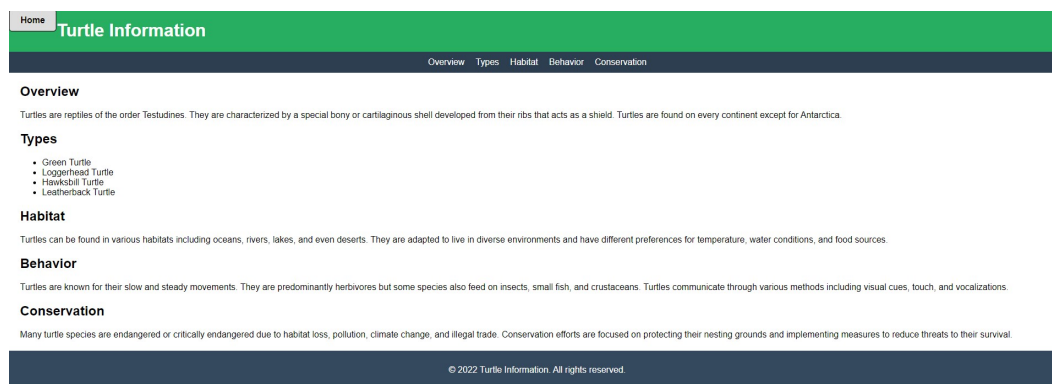 Home
Turtle Information
Overview Types Habitat Behavior Conservation
Overview
Turtles are reptiles of the order Testudines. They are characterized by a special bony or cartilaginous shell developed from their ribs that acts as a shield. Turtles are found on every continent except for Antarctica.
Types
• Green Turtle
• Loggerhead Turtle
• Hawksbill Turtle
• Leatherback Turtle
Habitat
Turtles can be found in various habitats including oceans, rivers, lakes, and even deserts. They are adapted to live in diverse environments and have different preferences for temperature, water conditions, and food sources.
Behavior
Turtles are known for their slow and steady movements. They are predominantly herbivores but some species also feed on insects, small fish, and crustaceans. Turtles communicate through various methods including visual cues, touch, and vocalizations.
Conservation
Many turtle species are endangered or critically endangered due to habitat loss, pollution, climate change, and illegal trade. Conservation efforts are focused on protecting their nesting grounds and implementing measures to reduce threats to their survival.
© 2022 Turtle Information. All rights reserved.